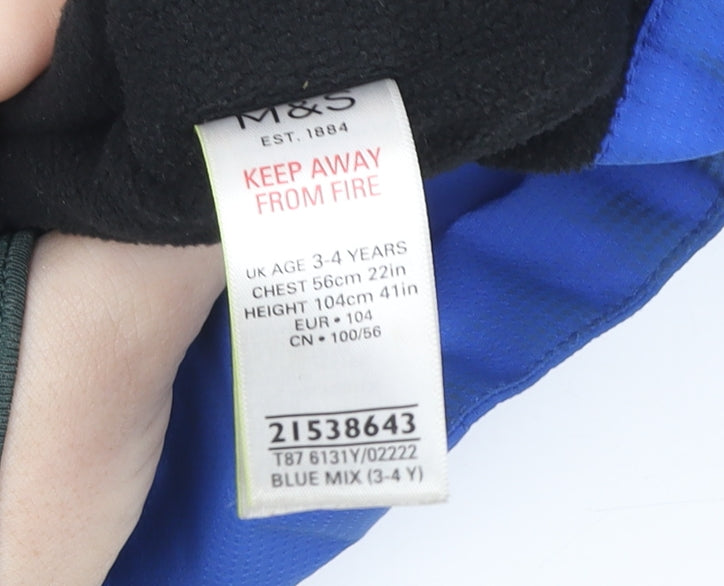 M&S
EST. 1884
KEEP AWAY
FROM FIRE
UK AGE 3-4 YEARS
CHEST 56cm 22in
HEIGHT 104cm 41in
EUR • 104
CN • 100/56
21538643
T87 6131Y/02222
BLUE MIX (3-4 Y)